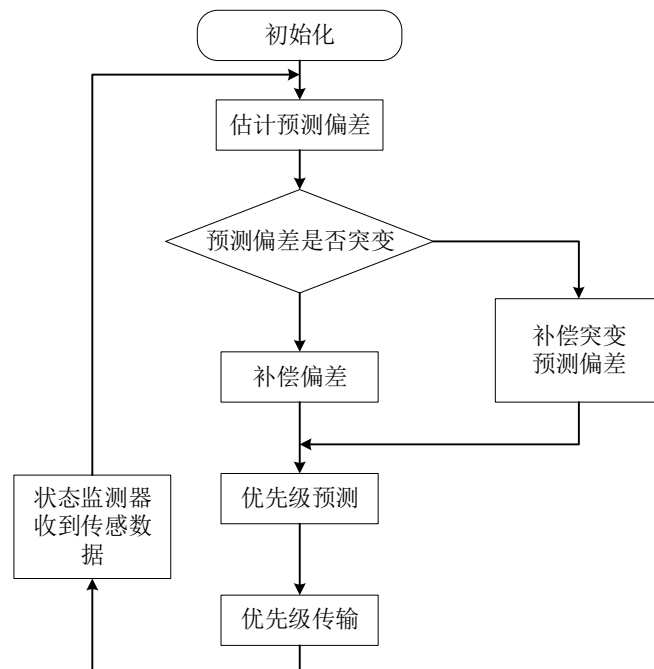 初始化
估计预测偏差
预测偏差是否突变
补偿突变
预测偏差
补偿偏差
优先级预测
状态监测器
收到传感数
据
优先级传输